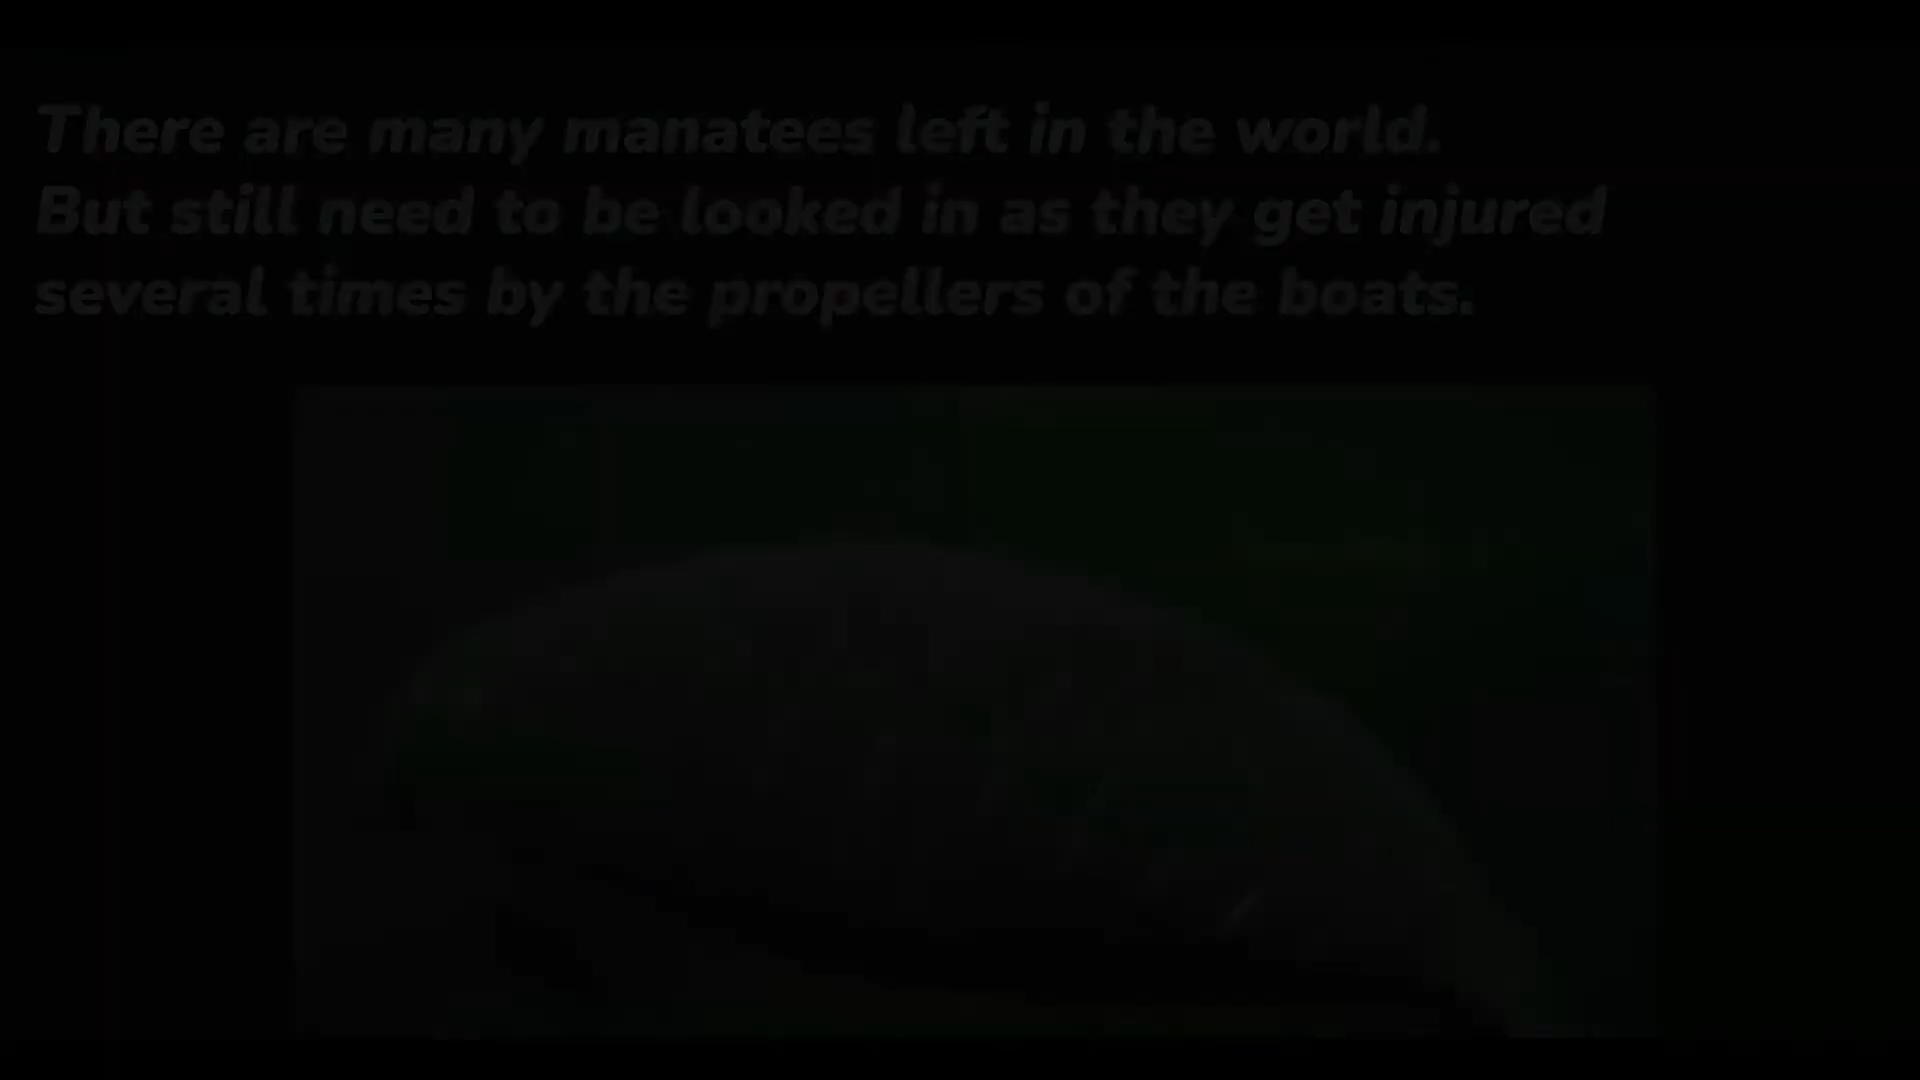 There are many manatees left in the world.
But still need to be looked in as they get injured
several times by the propellers of the boats.